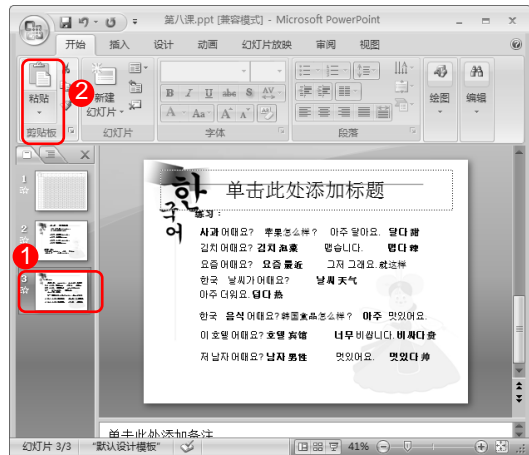 第八课.ppt [兼容模式] - Microsoft PowerPoint
开始 插入 设计 动画 幻灯片放映 审阅 视图
粘贴
剪贴板
2
新建
幻灯片
幻灯片
B I U abe S AV
A Aa A A
字体
段落
绘图
编辑
1
2
1
3
한
국
어
单击此处添加标题
练习：
사과 어때요? 苹果怎么样? 아주 달아요. 달다 甜
김치 어때요? 김치 泡菜 맵습니다. 맵다 辣
요즘 어때요? 요즘 最近 그저 그래요. 就这样
한국 날씨가 어때요? 날씨 天气
아주 더워요. 덥다 热
한국 음식 어때요? 韩国食品怎么样? 아주 맛있어요.
이 호텔 어때요? 호텔 宾馆 너무 비쌉니다. 비싸다 贵
저 남자 어때요? 남자 男性 멋있어요. 멋있다 帅
单击此处添加备注
幻灯片 3/3 "默认设计模板" 41%